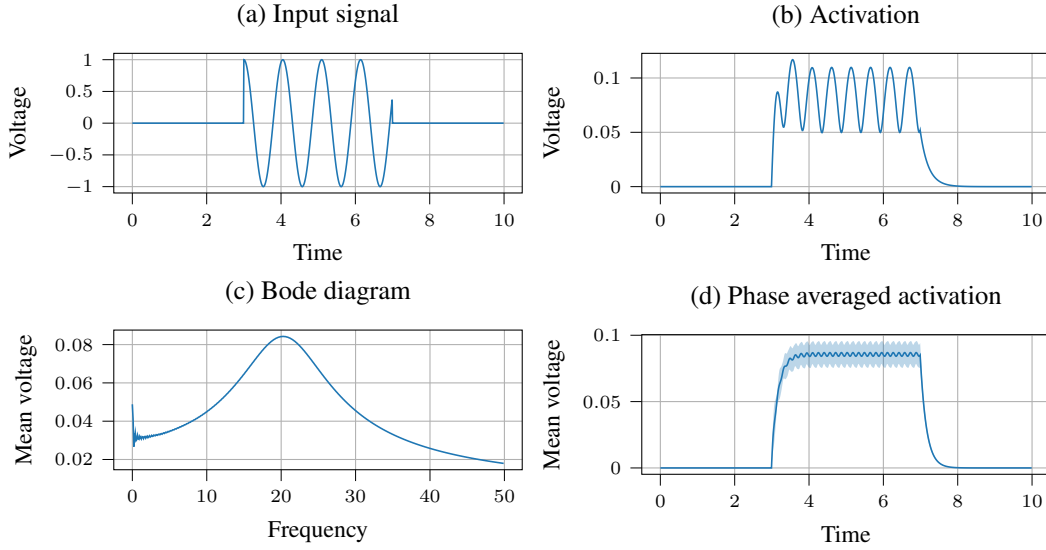 (a) Input signal
1
0.5
0
−0.5
−1
Voltage
0 2 4 6 8 10
Time
(b) Activation
0.1
0.05
0
Voltage
0 2 4 6 8 10
Time
(c) Bode diagram
0.08
0.06
0.04
0.02
Mean voltage
0 10 20 30 40 50
Frequency
(d) Phase averaged activation
0.1
0.05
0
Mean voltage
0 2 4 6 8 10
Time